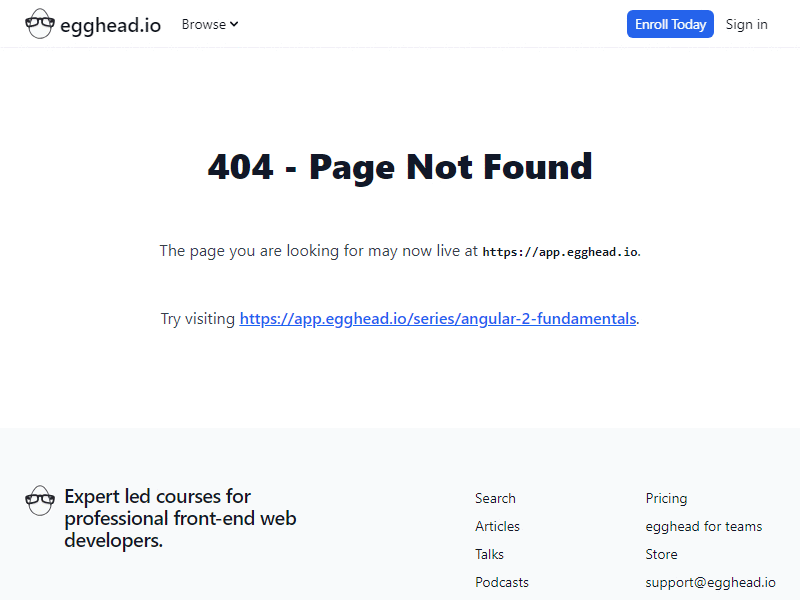 egghead.io Browse Enroll Today Sign in
404 - Page Not Found
The page you are looking for may now live at https://app.egghead.io.
Try visiting https://app.egghead.io/series/angular-2-fundamentals.
Expert led courses for
professional front-end web
developers.
Search
Articles
Talks
Podcasts
Pricing
egghead for teams
Store
support@egghead.io